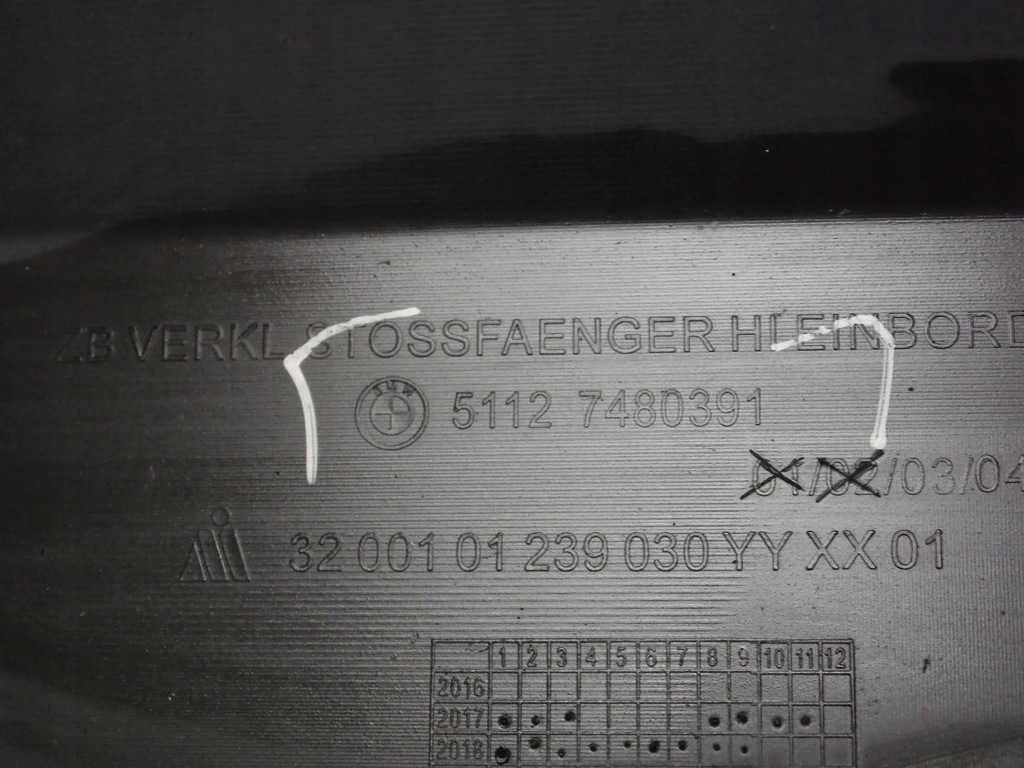 ZB VERKL STOSSFAENGER HI EINBORD
BMW 5112 7480391
01/02/03/04
32 001 01 239 030 YY XX 01
1 2 3 4 5 6 7 8 9 10 11 12
2016
2017
2018